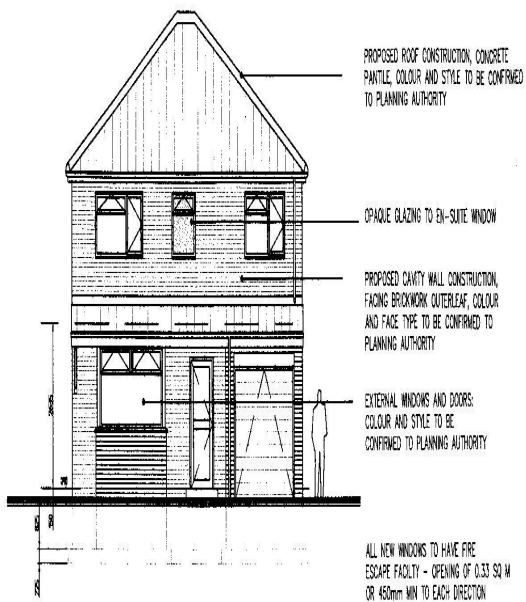 PROPOSED ROOF CONSTRUCTION, CONCRETE
PANTILE, COLOUR AND STYLE TO BE CONFIRMED
TO PLANNING AUTHORITY
OPAQUE GLAZING TO EN-SUITE WINDOW
PROPOSED CAVITY WALL CONSTRUCTION,
FACING BRICKWORK OUTERLEAF, COLOUR
AND FACE TYPE TO BE CONFIRMED TO
PLANNING AUTHORITY
EXTERNAL WINDOWS AND DOORS:
COLOUR AND STYLE TO BE
CONFIRMED TO PLANNING AUTHORITY
ALL NEW WINDOWS TO HAVE FIRE
ESCAPE FACILTY - OPENING OF 0.33 SQ M
OR 450mm MIN TO EACH DIRECTION
150
225